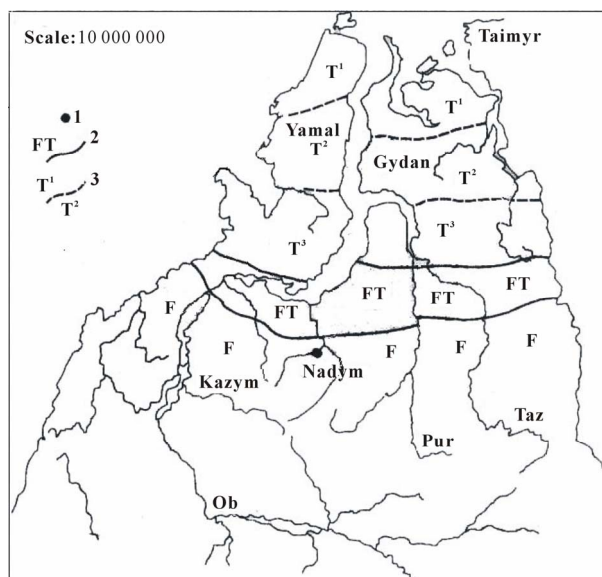 Scale:10 000 000
Taimyr
1
FT 2
T¹ 3
T²
T¹
T¹
Yamal
T²
Gydan
T²
T³
T³
FT
FT
FT
FT
F
F
F
F
F
Kazym
Nadym
Taz
Pur
Ob